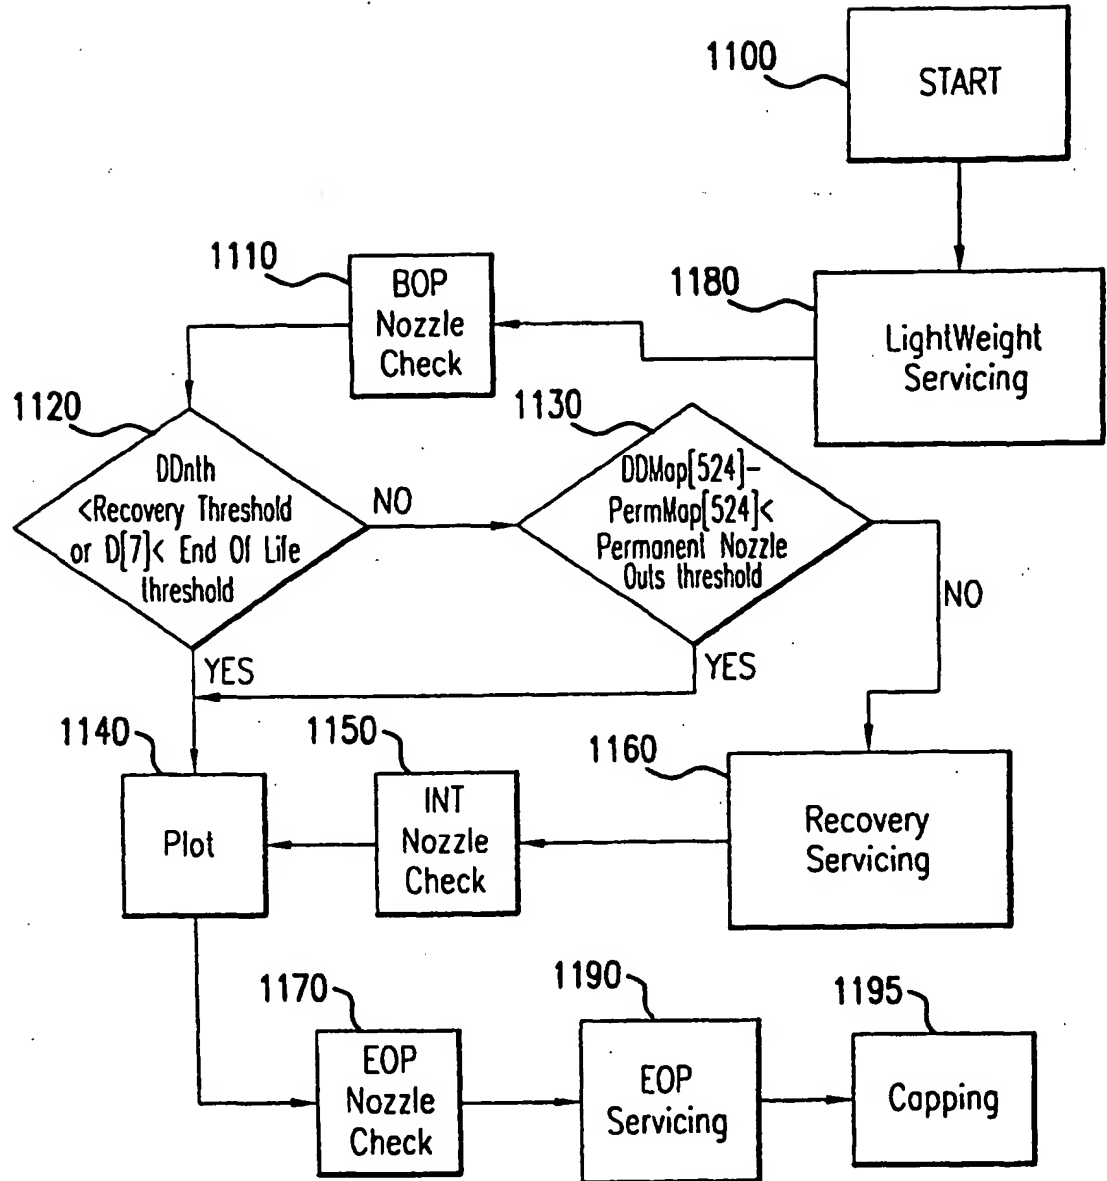 1100
START
1110
BOP
Nozzle
Check
1180
LightWeight
Servicing
1120
DDnth
<Recovery Threshold
or D[7]< End Of Life
threshold
NO
1130
DDMap[524]-
PermMap[524]<
Permanent Nozzle
Outs threshold
NO
YES
YES
1140
Plot
1150
INT
Nozzle
Check
1160
Recovery
Servicing
1170
EOP
Nozzle
Check
1190
EOP
Servicing
1195
Capping